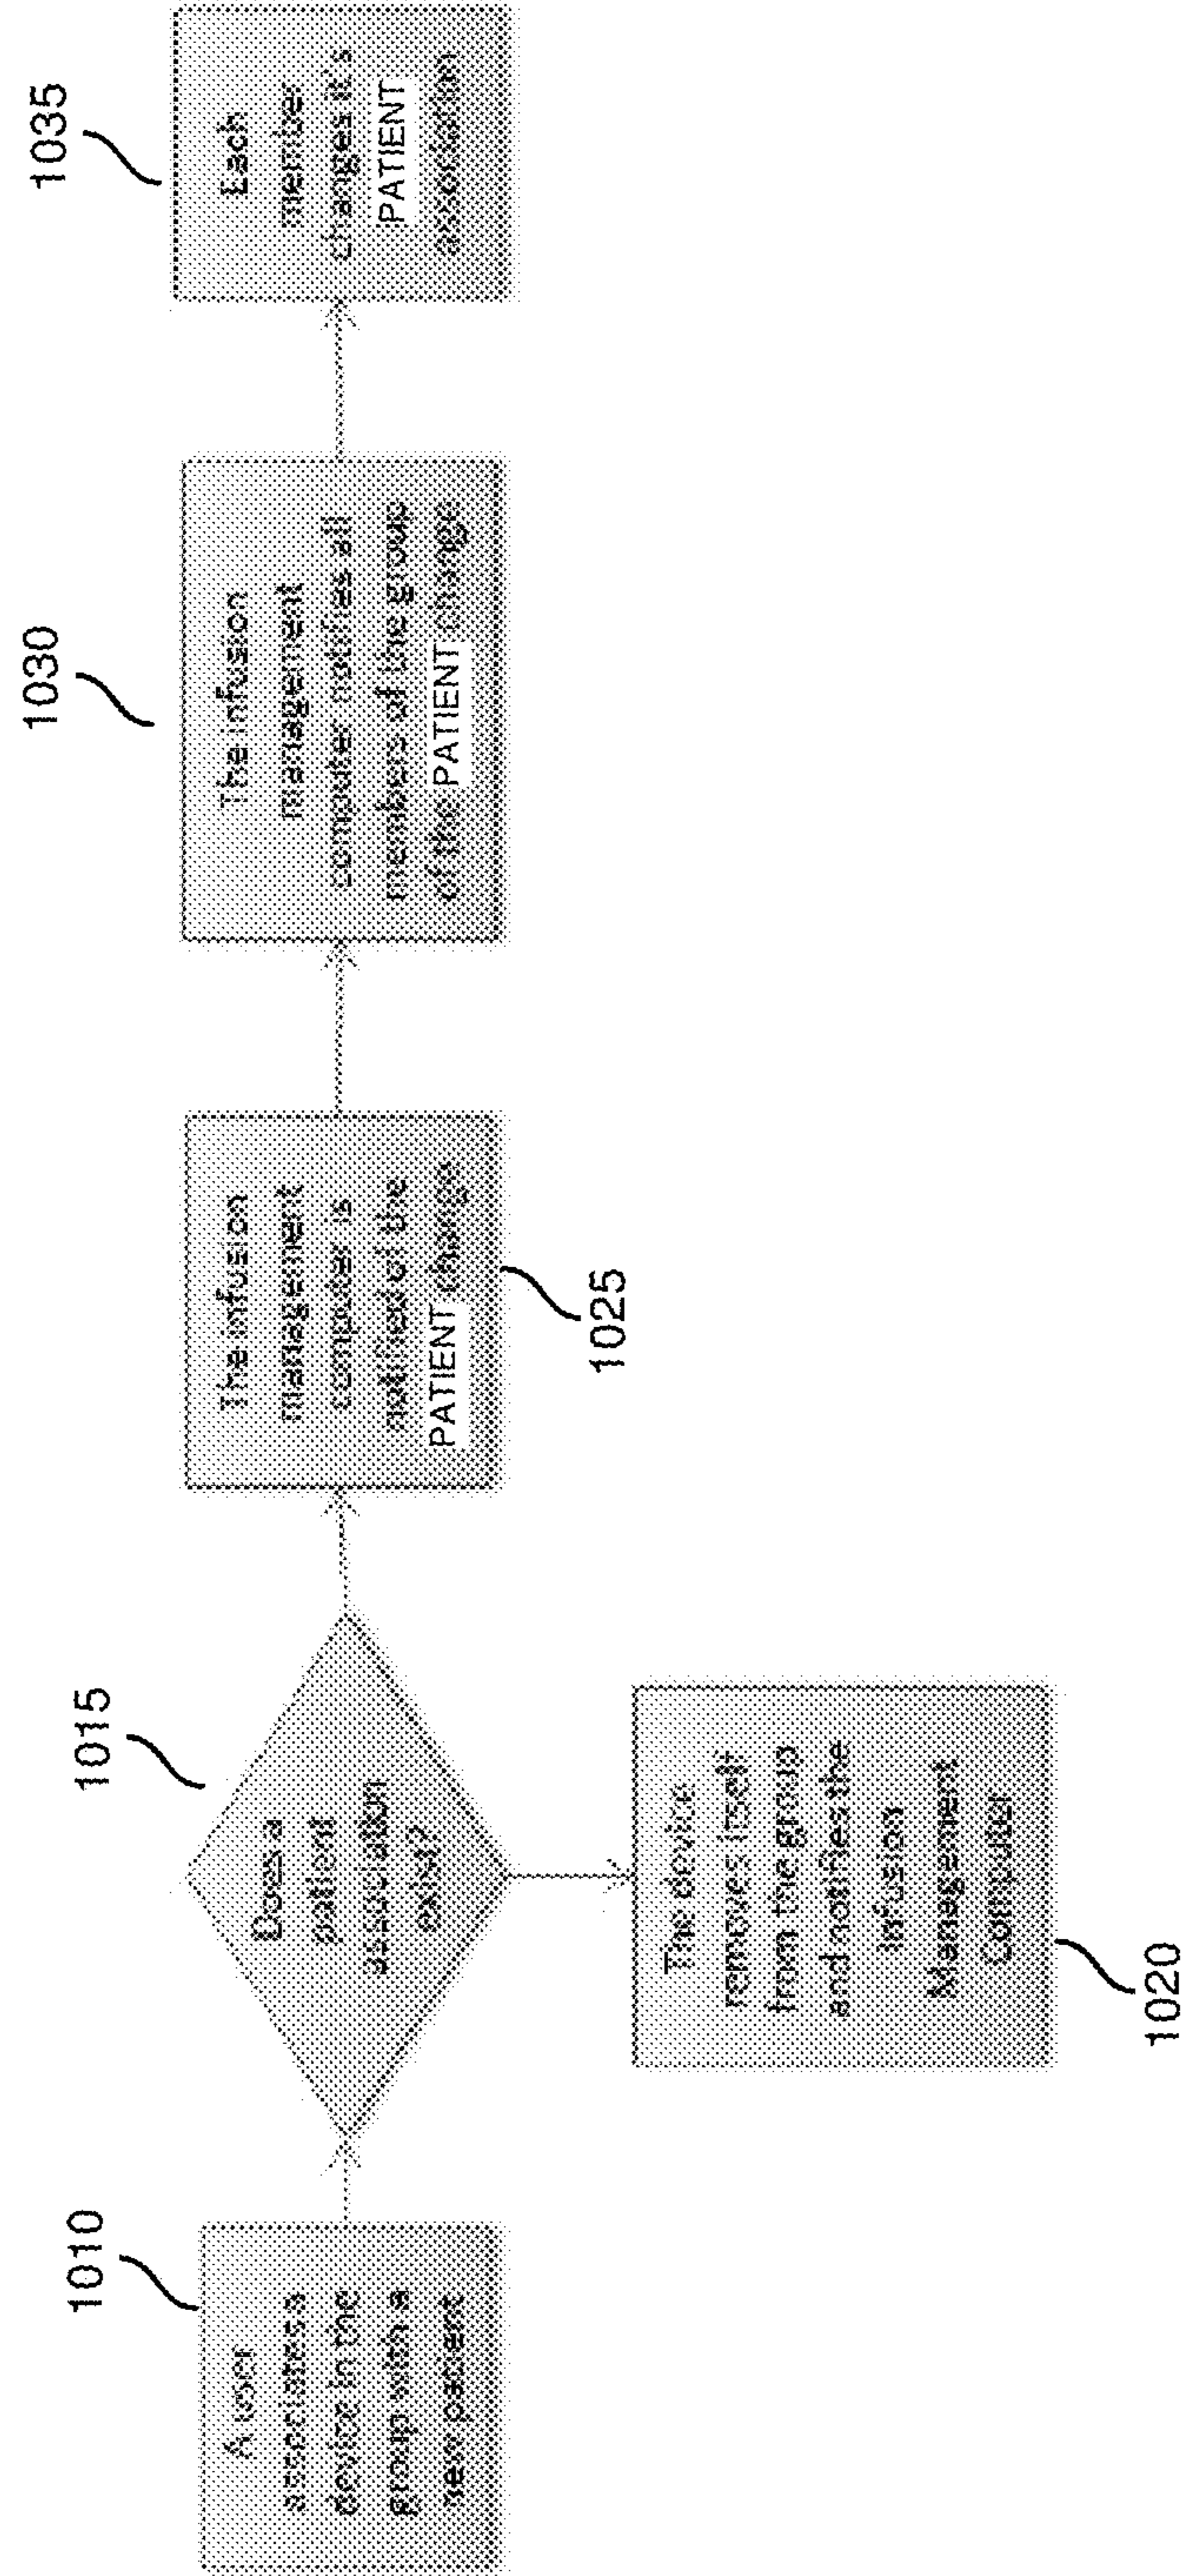 1010
A user
associates
device in the
group with a
new patient
1015
Does a
patient
association
exist?
1020
The device
removes itself
from the group
and notifies the
Infusion
Management
Computer
1025
The infusion
management
computer is
notified of the
PATIENT change
1030
The infusion
management
computer notifies all
members of the group
of the PATIENT change
1035
Each
member
changes it's
PATIENT
association